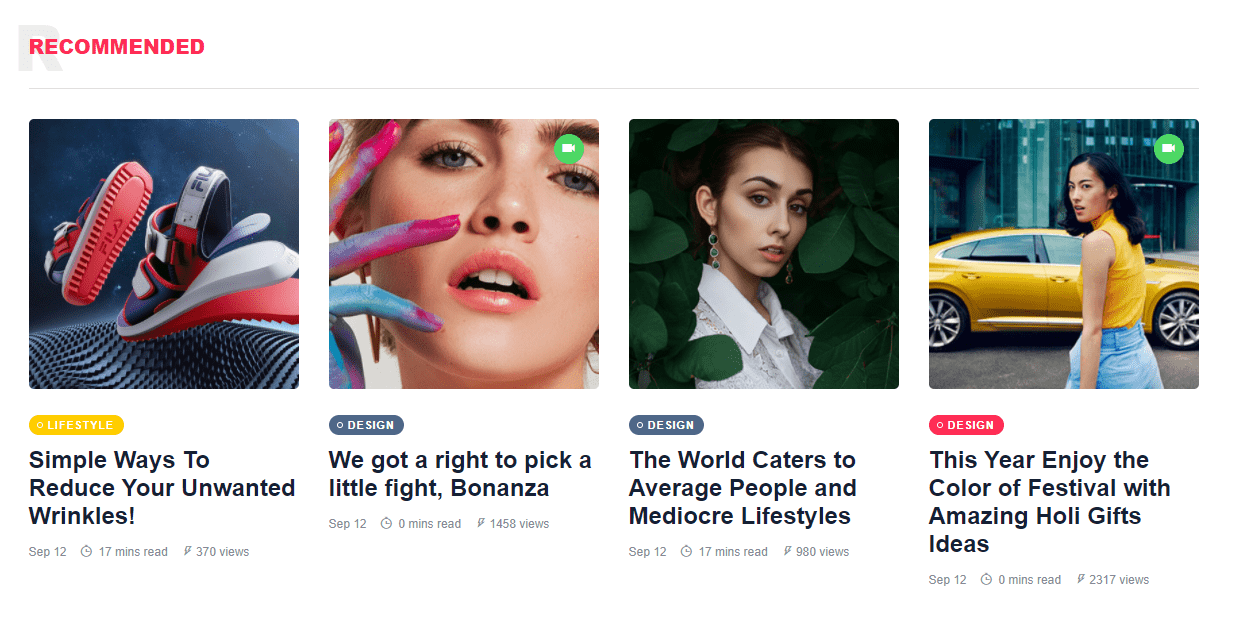 RECOMMENDED
FILA
FILA
LIFESTYLE
Simple Ways To
Reduce Your Unwanted
Wrinkles!
Sep 12 17 mins read 370 views
DESIGN
We got a right to pick a
little fight, Bonanza
Sep 12 0 mins read 1458 views
DESIGN
The World Caters to
Average People and
Mediocre Lifestyles
Sep 12 17 mins read 980 views
DESIGN
This Year Enjoy the
Color of Festival with
Amazing Holi Gifts
Ideas
Sep 12 0 mins read 2317 views